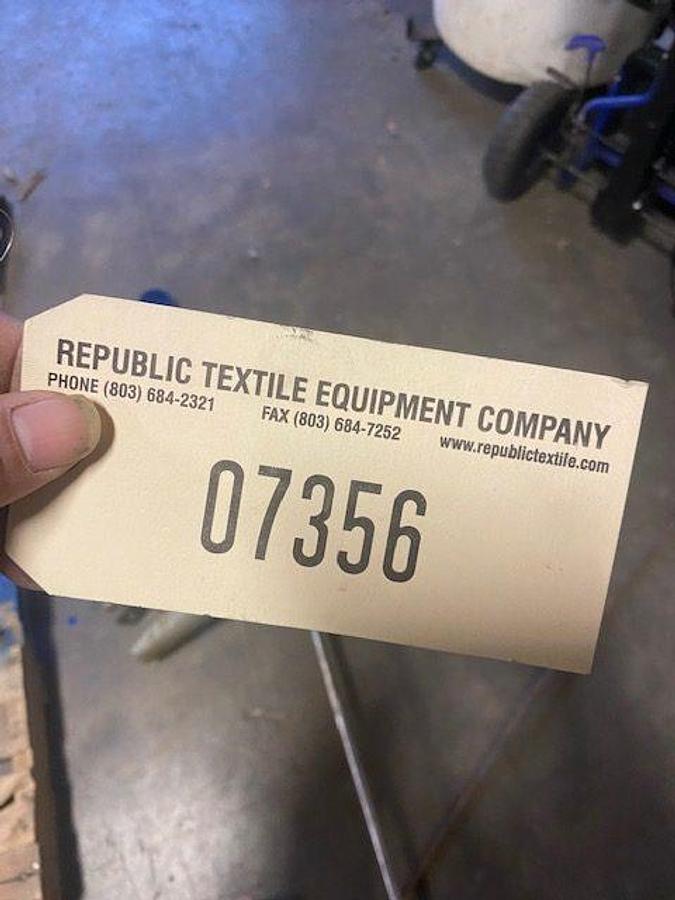 REPUBLIC TEXTILE EQUIPMENT COMPANY
PHONE (803) 684-2321 FAX (803) 684-7252 www.republictextile.com
07356